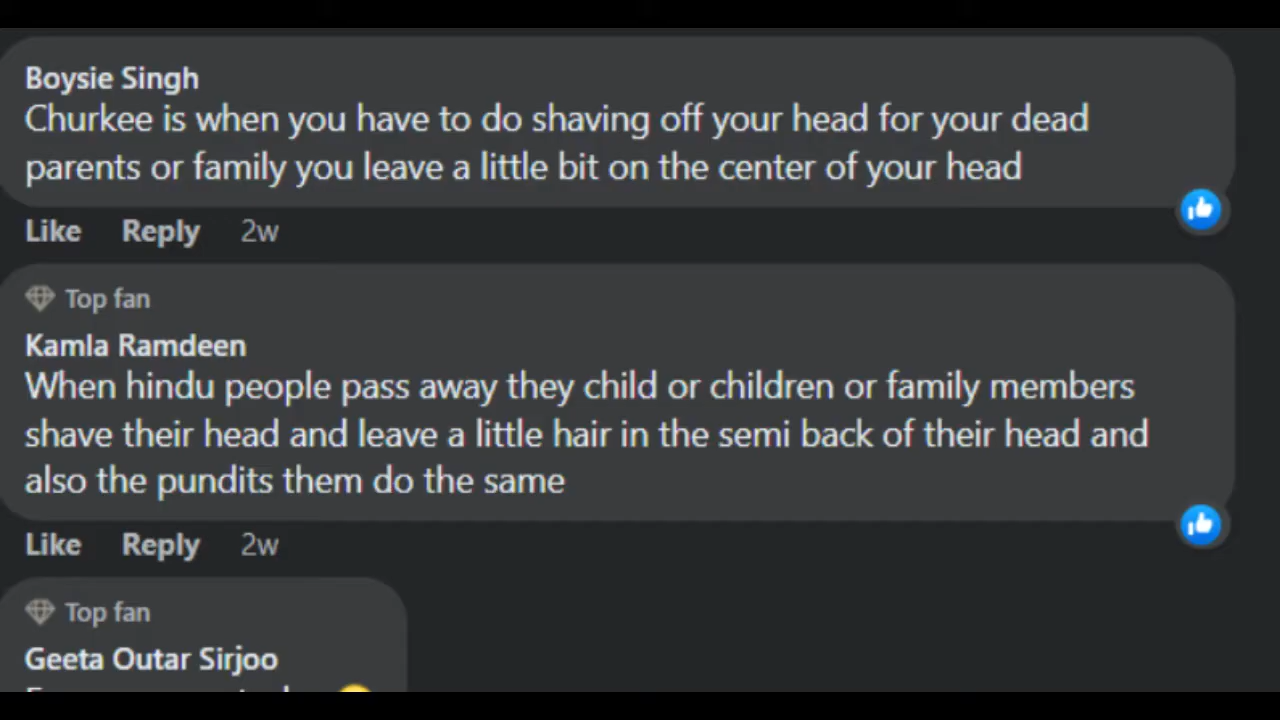 Boysie Singh
Churkee is when you have to do shaving off your head for your dead
parents or family you leave a little bit on the center of your head
Like Reply 2w
Top fan
Kamla Ramdeen
When hindu people pass away they child or children or family members
shave their head and leave a little hair in the semi back of their head and
also the pundits them do the same
Like Reply 2w
Top fan
Geeta Outar Sirjoo